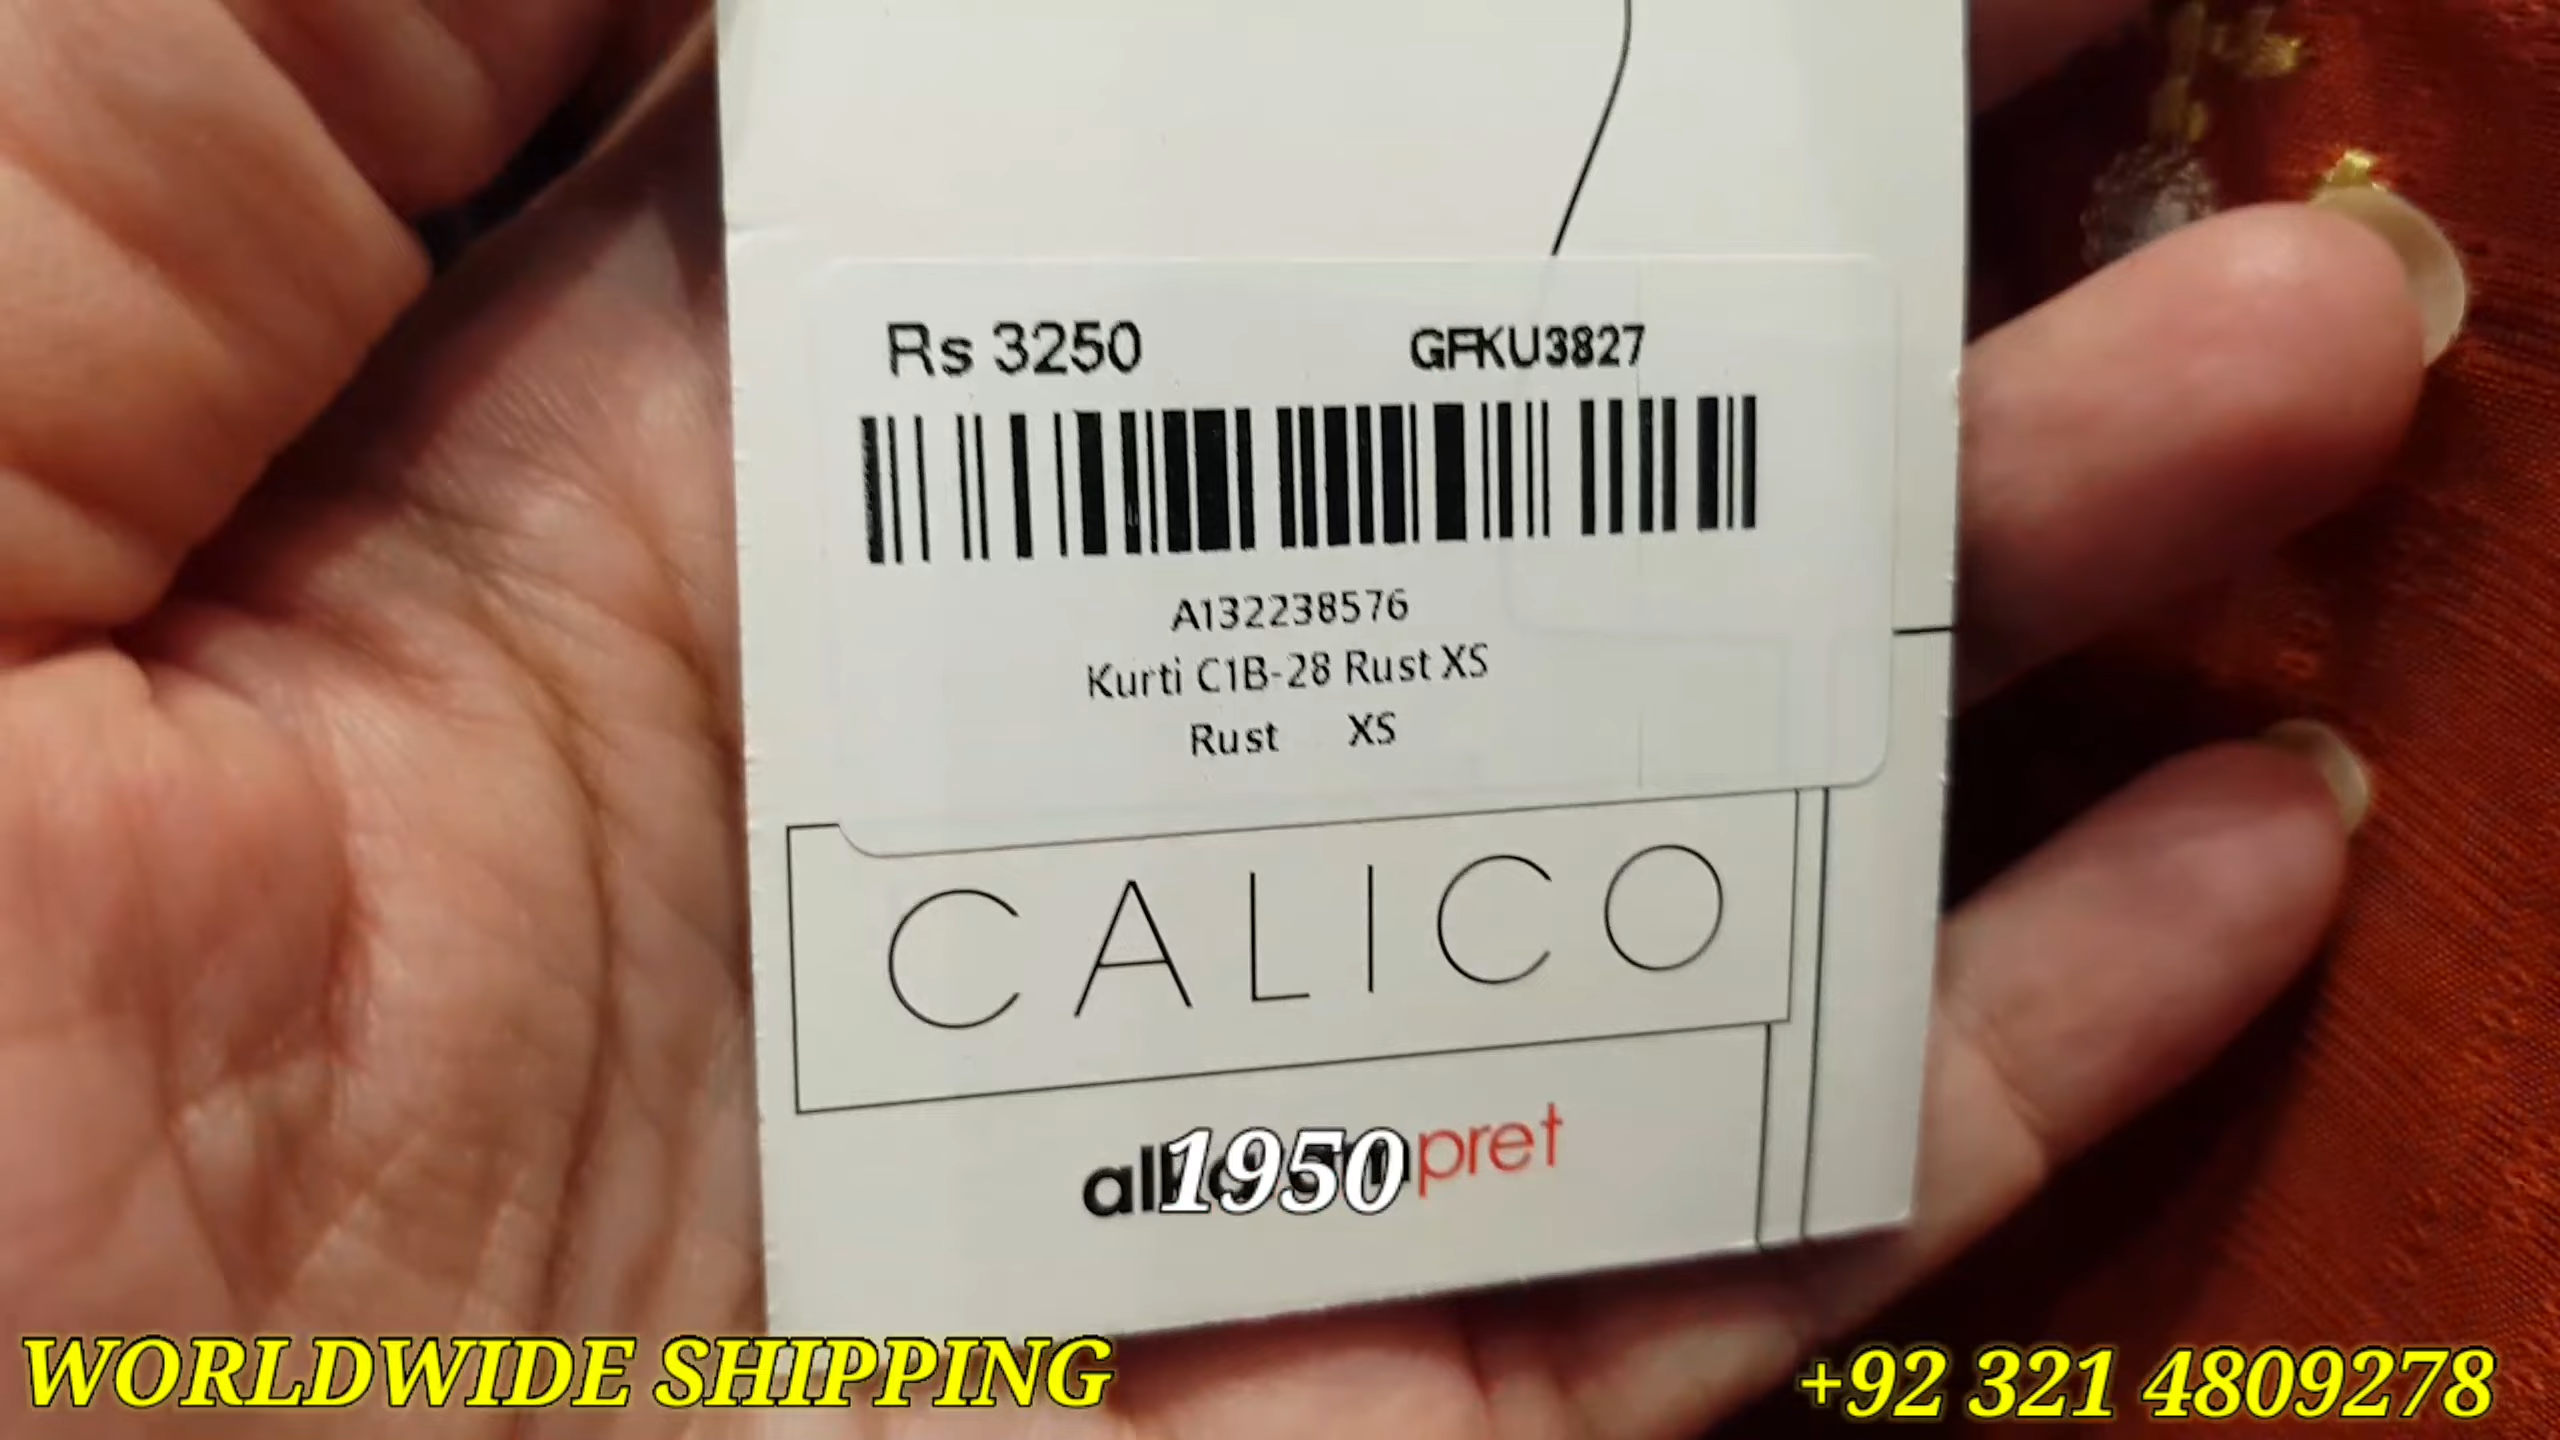 Rs 3250 GFKU3827
A132238576
Kurti C1B-28 Rust XS
Rust XS
CALICO
pret
1950
WORLDWIDE SHIPPING
+92 321 4809278